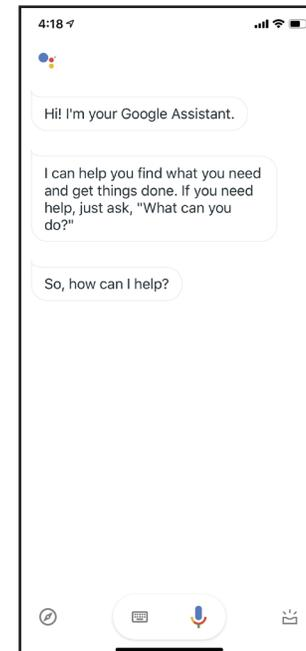 4:18
Hi! I'm your Google Assistant.
I can help you find what you need
and get things done. If you need
help, just ask, "What can you
do?"
So, how can I help?